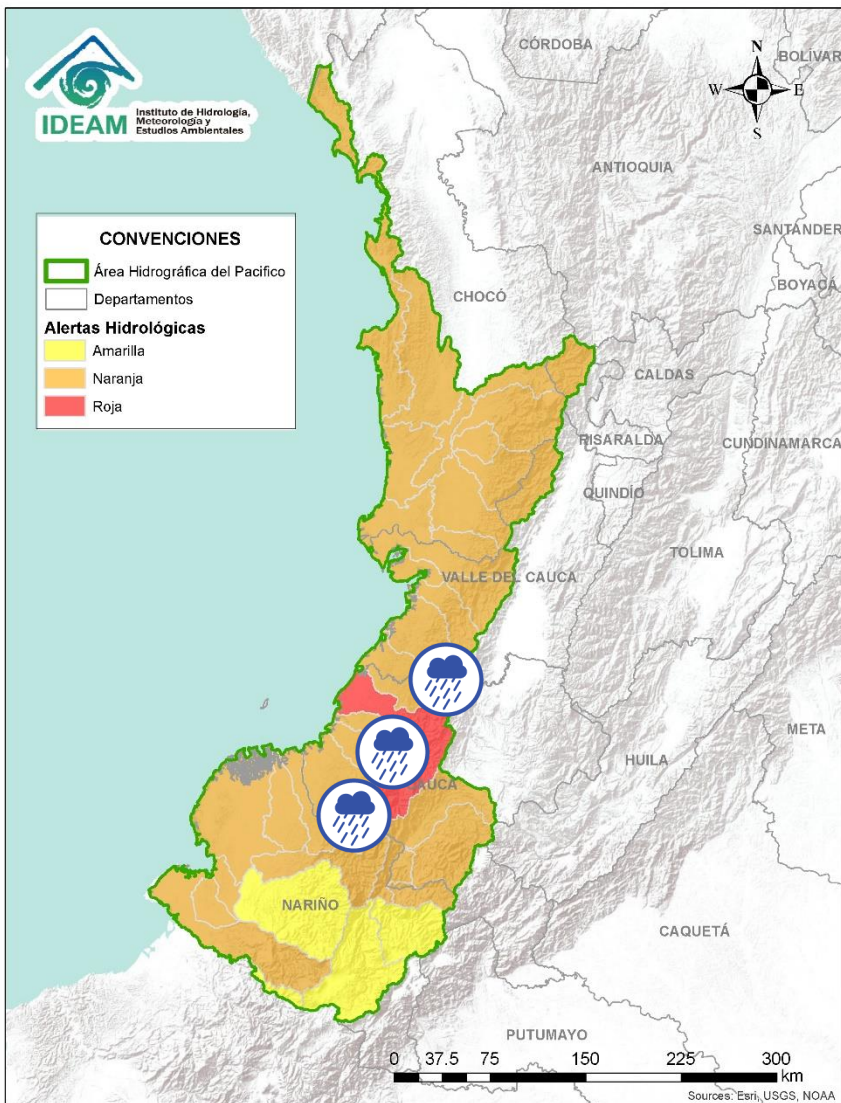 IDEAM
Instituto de Hidrología,
Meteorología y
Estudios Ambientales
CÓRDOBA
BOLÍVAR
N
W
E
S
ANTIOQUIA
SANTANDER
BOYACÁ
CONVENCIONES
Área Hidrográfica del Pacifico
Departamentos
Alertas Hidrológicas
Amarilla
Naranja
Roja
CHOCÓ
CALDAS
RISARALDA
CUNDINAMARCA
QUINDÍO
TOLIMA
VALLE DEL CAUCA
META
HUILA
AUCA
NARIÑO
CAQUETÁ
PUTUMAYO
0 37.5 75 150 225 300
km
Sources: Esri, USGS, NOAA